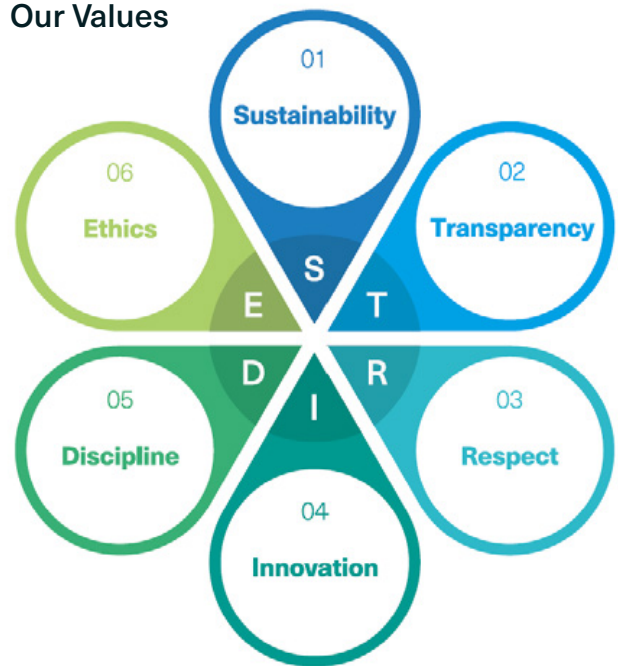 Our Values
01
Sustainability
02
Transparency
03
Respect
04
Innovation
05
Discipline
06
Ethics
S
T
R
I
D
E